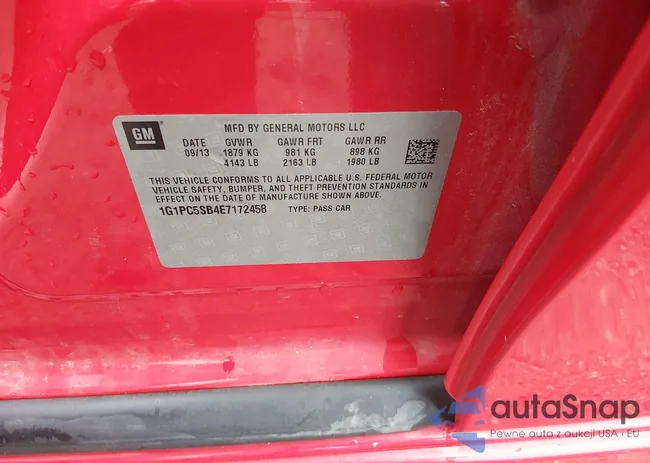 GM
MFD BY GENERAL MOTORS LLC
DATE GVWR GAWR FRT GAWR RR
09/13 1879 KG 981 KG 898 KG
4143 LB 2163 LB 1980 LB
THIS VEHICLE CONFORMS TO ALL APPLICABLE U.S. FEDERAL MOTOR
VEHICLE SAFETY, BUMPER, AND THEFT PREVENTION STANDARDS IN
EFFECT ON THE DATE OF MANUFACTURE SHOWN ABOVE.
1G1PC5SB4E7172458 TYPE: PASS CAR
autaSnap
Pewne auta z aukcji USA i EU